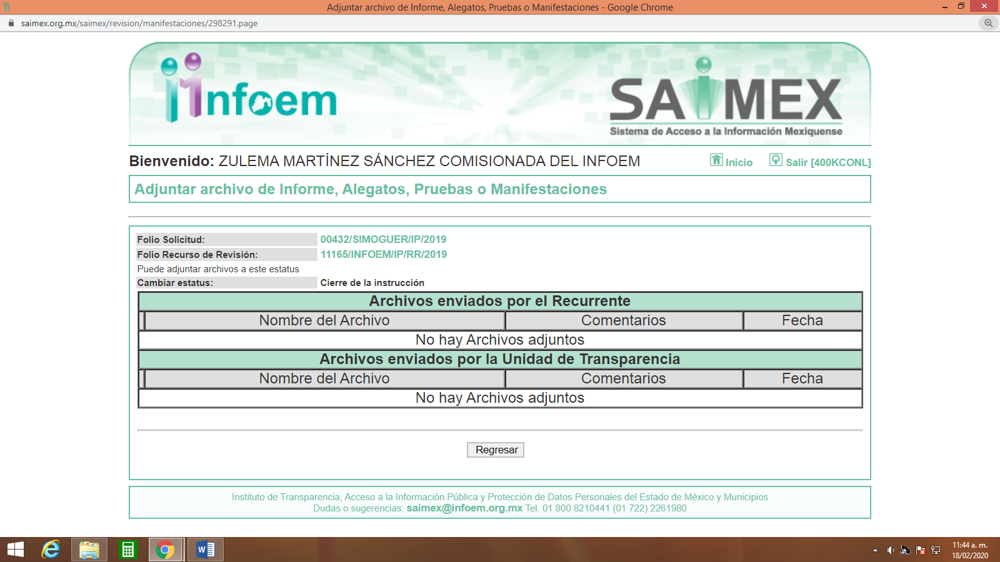 Adjuntar archivo de Informe, Alegatos, Pruebas o Manifestaciones - Google Chrome
saimex.org.mx/saimex/revision/manifestaciones/298291.page
infoem
SAIMEX
Sistema de Acceso a la Información Mexiquense
Bienvenido: ZULEMA MARTÍNEZ SÁNCHEZ COMISIONADA DEL INFOEM Inicio Salir [400KCONL]
Adjuntar archivo de Informe, Alegatos, Pruebas o Manifestaciones
Folio Solicitud: 00432/SIMOGUER/IP/2019
Folio Recurso de Revisión: 11165/INFOEM/IP/RR/2019
Puede adjuntar archivos a este estatus
Cambiar estatus: Cierre de la instrucción
Archivos enviados por el Recurrente
Nombre del Archivo Comentarios Fecha
No hay Archivos adjuntos
Archivos enviados por la Unidad de Transparencia
Nombre del Archivo Comentarios Fecha
No hay Archivos adjuntos
Regresar
Instituto de Transparencia, Acceso a la Información Pública y Protección de Datos Personales del Estado de México y Municipios
Dudas o sugerencias: saimex@infoem.org.mx Tel. 01 800 8210441 (01 722) 2261980
11:44 a. m.
18/02/2020